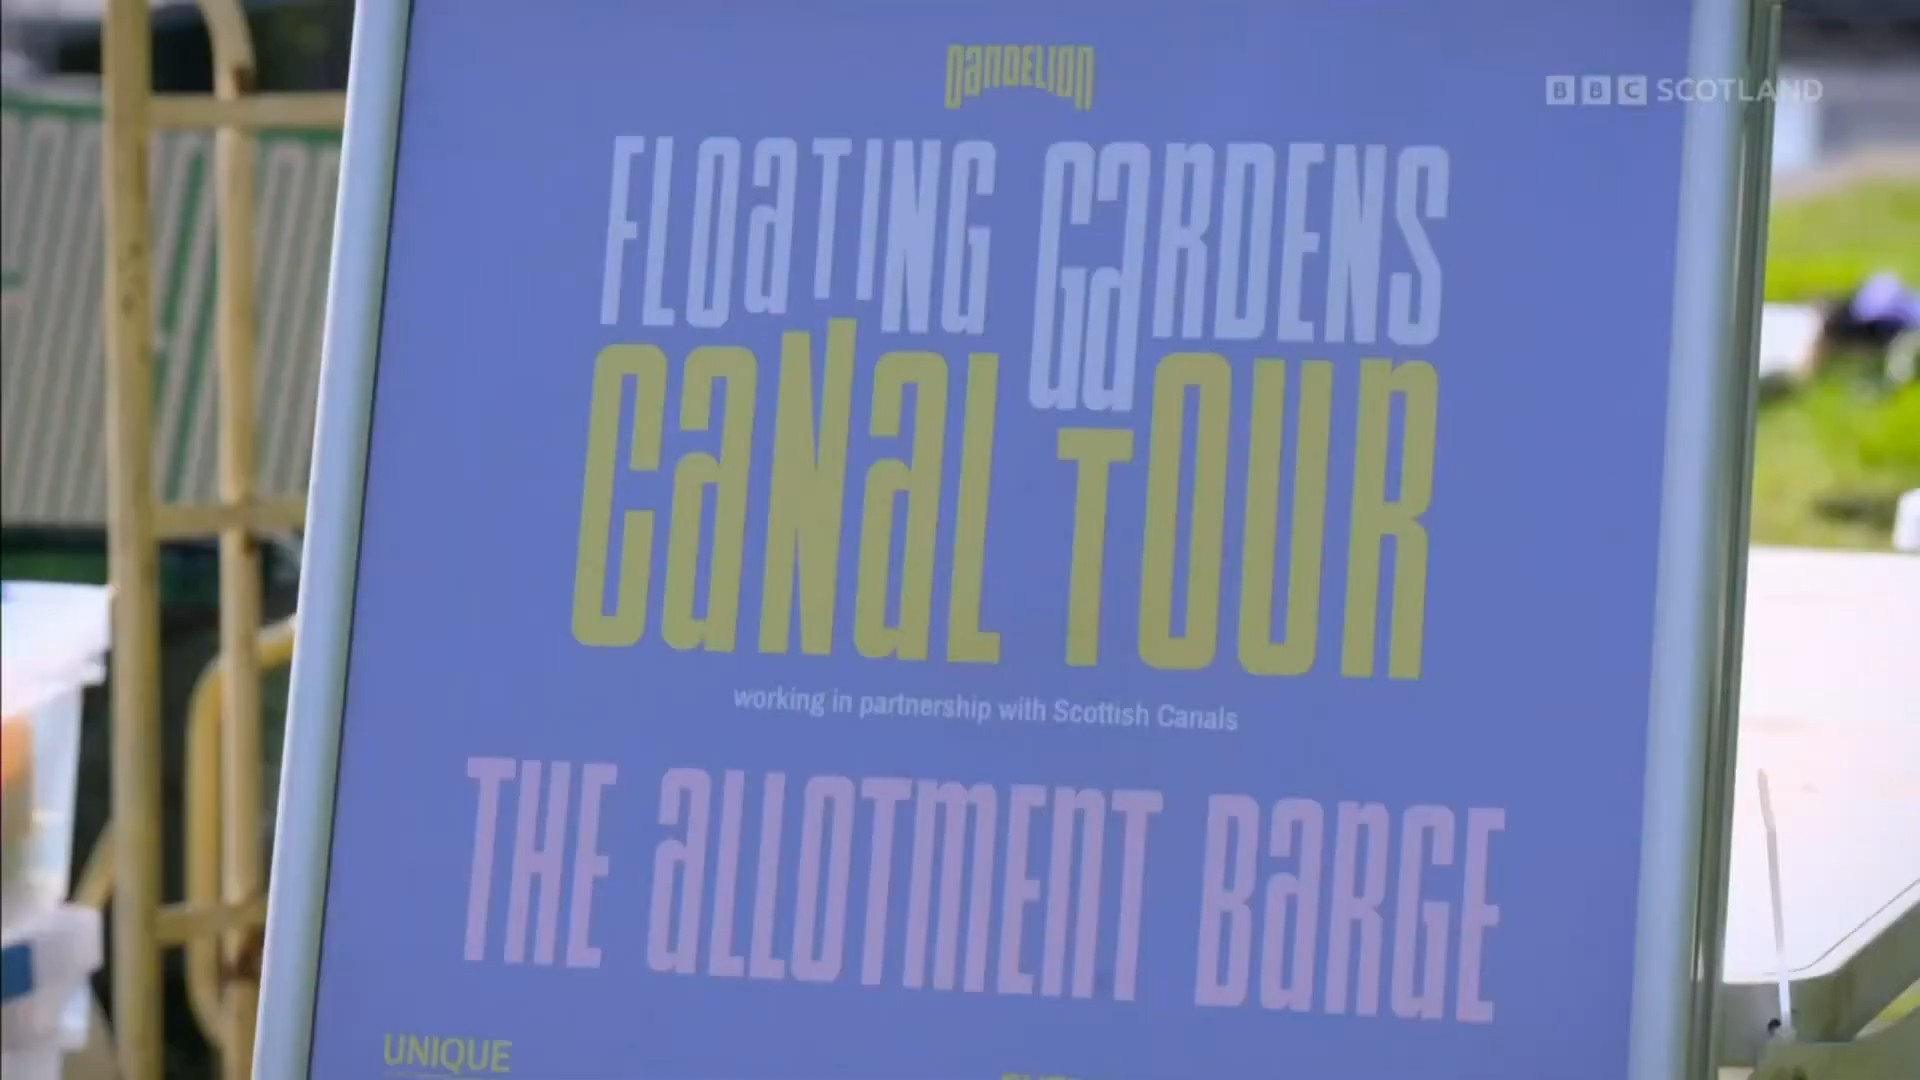 DANDELION
BBC SCOTLAND
FLOATING GARDENS
CANAL TOUR
working in partnership with Scottish Canals
THE ALLOTMENT BARGE
UNIQUE